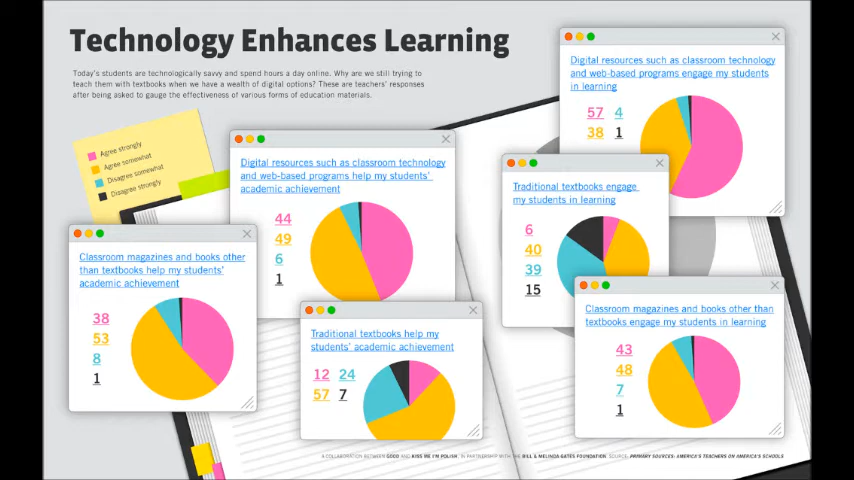 Technology Enhances Learning
Today's students are technologically savvy and spend hours a day online. Why are we still trying to
teach them with textbooks when we have a wealth of digital options? These are teachers' responses
after being asked to gauge the effectiveness of various forms of education materials.
Agree strongly
Agree somewhat
Disagree somewhat
Disagree strongly
Digital resources such as classroom technology
and web-based programs engage my students
in learning
57 4
38 1
Digital resources such as classroom technology
and web-based programs help my students'
academic achievement
44
49
6
1
Traditional textbooks engage
my students in learning
6
40
39
15
Classroom magazines and books other
than textbooks help my students'
academic achievement
38
53
8
1
Traditional textbooks help my
students' academic achievement
12 24
57 7
Classroom magazines and books other than
textbooks engage my students in learning
43
48
7
1
A COLLABORATION BETWEEN GOOD AND KISS ME I'M POLISH, IN PARTNERSHIP WITH THE BILL & MELINDA GATES FOUNDATION SOURCE: PRIMARY SOURCES: AMERICA'S TEACHERS ON AMERICA'S SCHOOLS